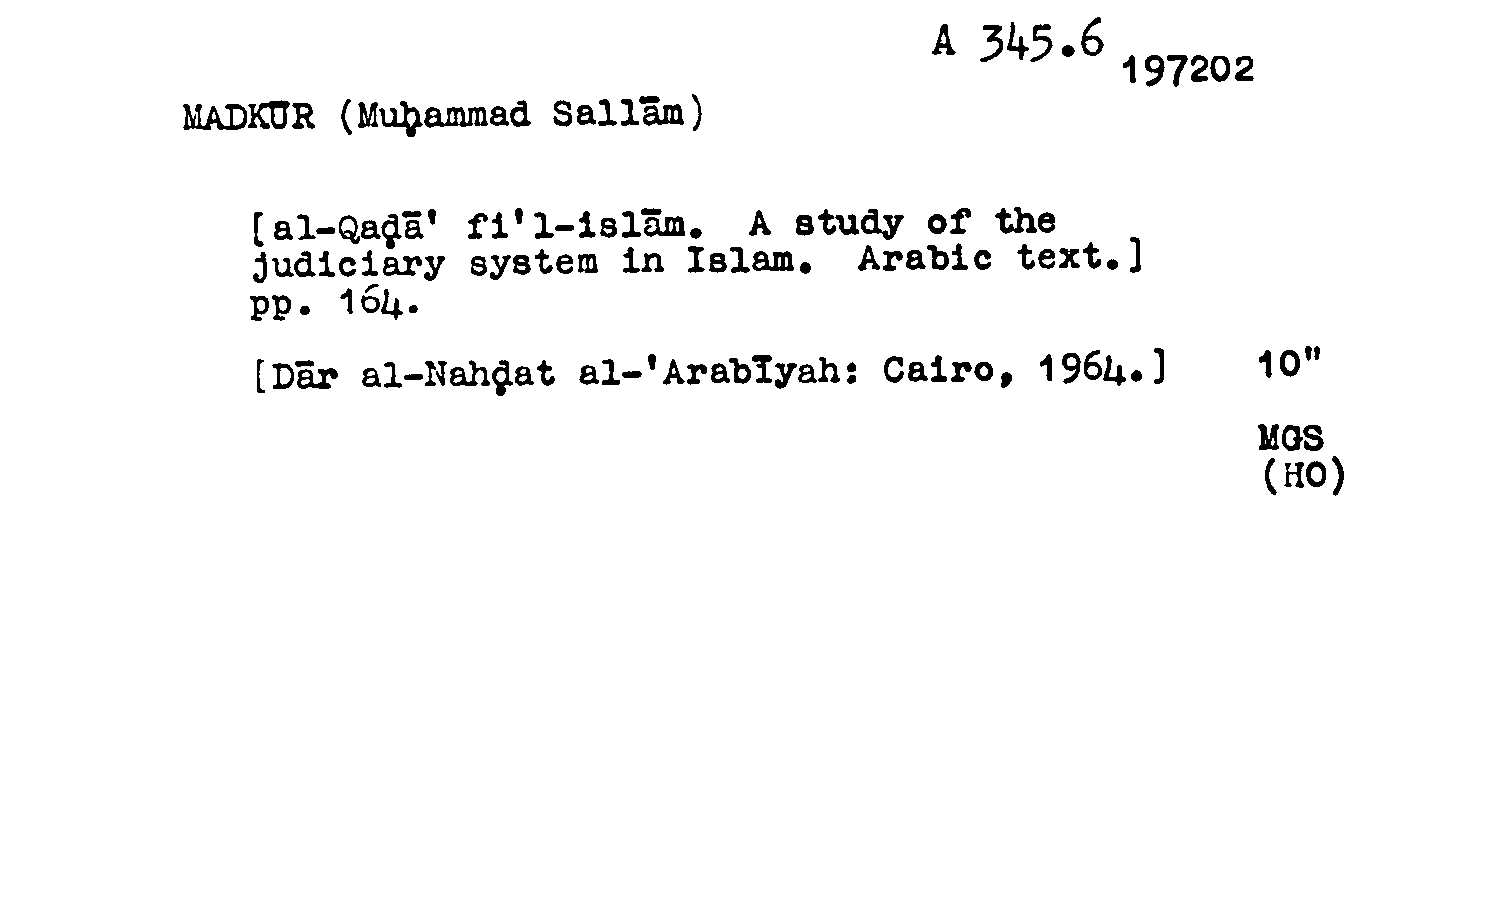 A 345.6
197202
MADKŪR (Muḥammad Sallām)
[al-Qaḍā' fi'l-islām. A study of the
judiciary system in Islam. Arabic text.]
pp. 164.
[Dār al-Nahḍat al-'Arabīyah: Cairo, 1964.] 10"
MGS
(HO)